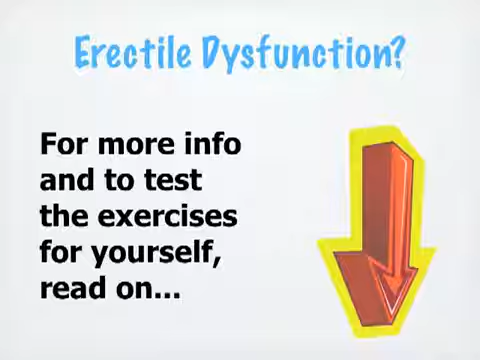 Erectile Dysfunction?
For more info
and to test
the exercises
for yourself,
read on...